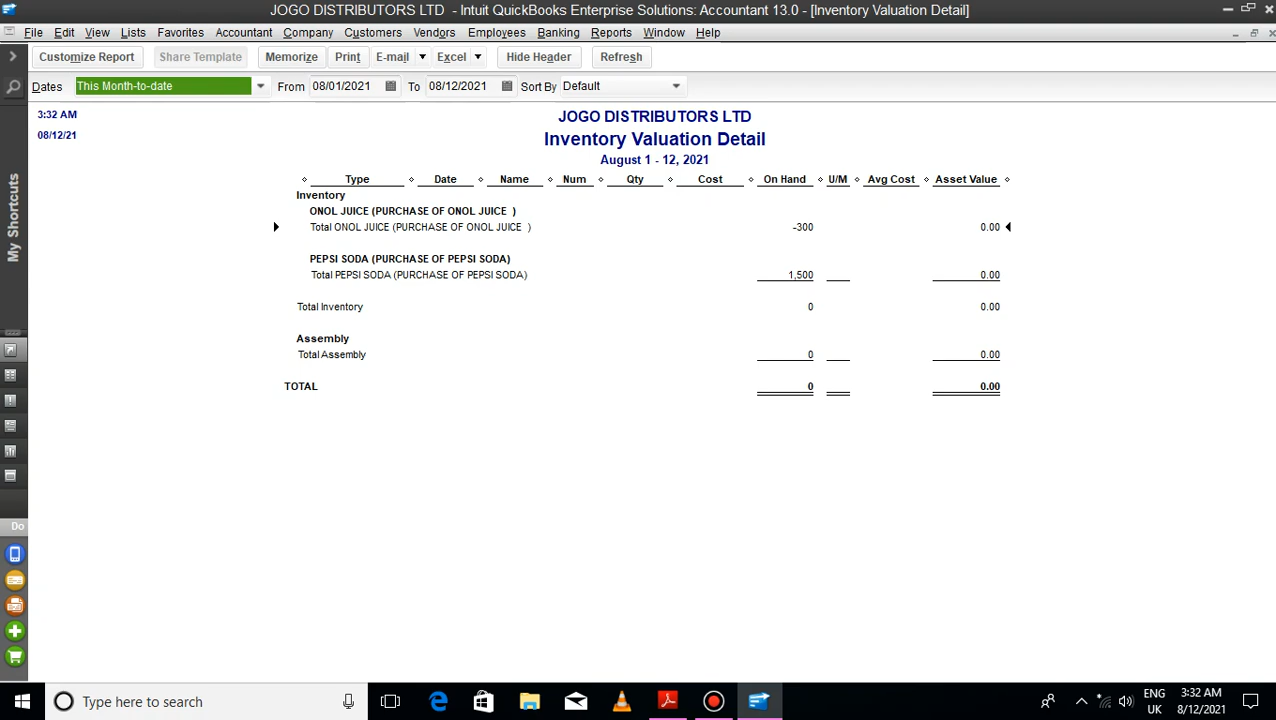 JOGO DISTRIBUTORS LTD - Intuit QuickBooks Enterprise Solutions: Accountant 13.0 - [Inventory Valuation Detail]
File Edit View Lists Favorites Accountant Company Customers Vendors Employees Banking Reports Window Help
Customize Report Share Template Memorize Print E-mail Excel Hide Header Refresh
Dates This Month-to-date From 08/01/2021 To 08/12/2021 Sort By Default
3:32 AM JOGO DISTRIBUTORS LTD
08/12/21 Inventory Valuation Detail
August 1 - 12, 2021
Type Date Name Num Qty Cost On Hand U/M Avg Cost Asset Value
Inventory
ONOL JUICE (PURCHASE OF ONOL JUICE )
Total ONOL JUICE (PURCHASE OF ONOL JUICE ) -300 0.00
PEPSI SODA (PURCHASE OF PEPSI SODA)
Total PEPSI SODA (PURCHASE OF PEPSI SODA) 1,500 0.00
Total Inventory 0 0.00
Assembly
Total Assembly 0 0.00
TOTAL 0 0.00
My Shortcuts
Do
Type here to search
ENG
UK
3:32 AM
8/12/2021